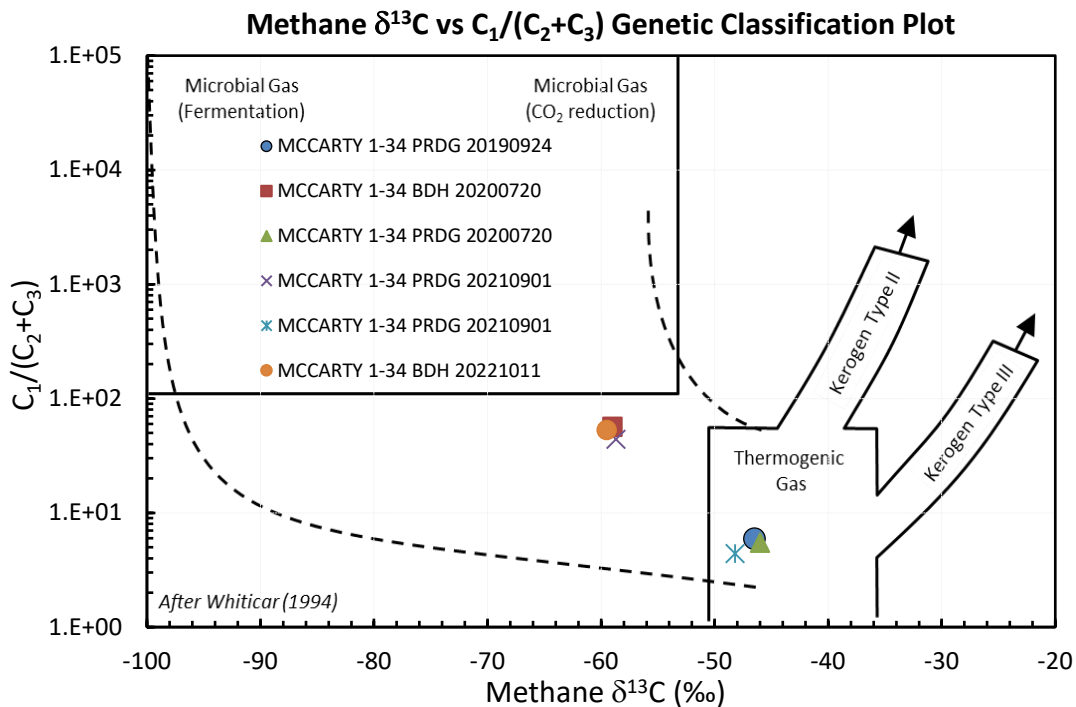 Methane δ¹³C vs C₁/(C₂+C₃) Genetic Classification Plot
C₁/(C₂+C₃)
1.E+05
1.E+04
1.E+03
1.E+02
1.E+01
1.E+00
Microbial Gas
(Fermentation)
Microbial Gas
(CO₂ reduction)
MCCARTY 1-34 PRDG 20190924
MCCARTY 1-34 BDH 20200720
MCCARTY 1-34 PRDG 20200720
MCCARTY 1-34 PRDG 20210901
MCCARTY 1-34 PRDG 20210901
MCCARTY 1-34 BDH 20221011
Kerogen Type II
Kerogen Type III
Thermogenic
Gas
After Whiticar (1994)
-100
-90
-80
-70
-60
-50
-40
-30
-20
Methane δ¹³C (‰)